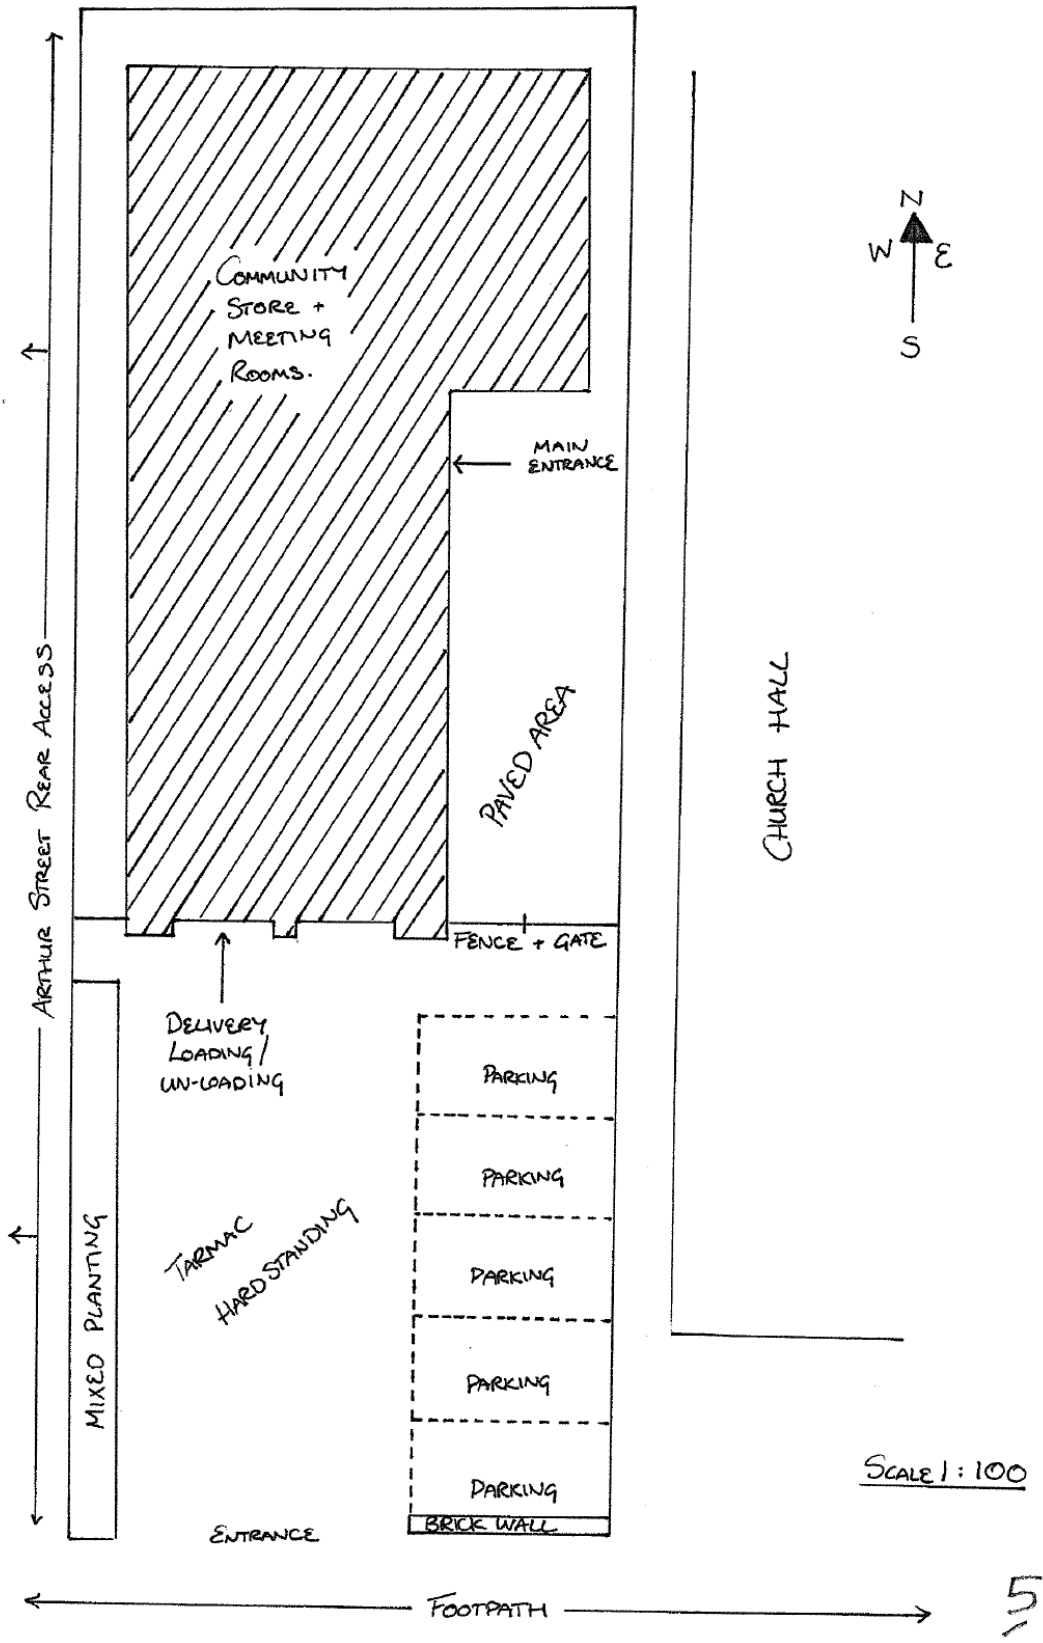 N
W E
S
COMMUNITY
STORE +
MEETING
ROOMS.
MAIN
ENTRANCE
ARTHUR STREET REAR ACCESS
PAVED AREA
CHURCH HALL
FENCE + GATE
DELIVERY
LOADING/
UN-LOADING
PARKING
PARKING
PARKING
PARKING
PARKING
TARMAC
HARDSTANDING
MIXED PLANTING
BRICK WALL
ENTRANCE
SCALE 1:100
FOOTPATH
5